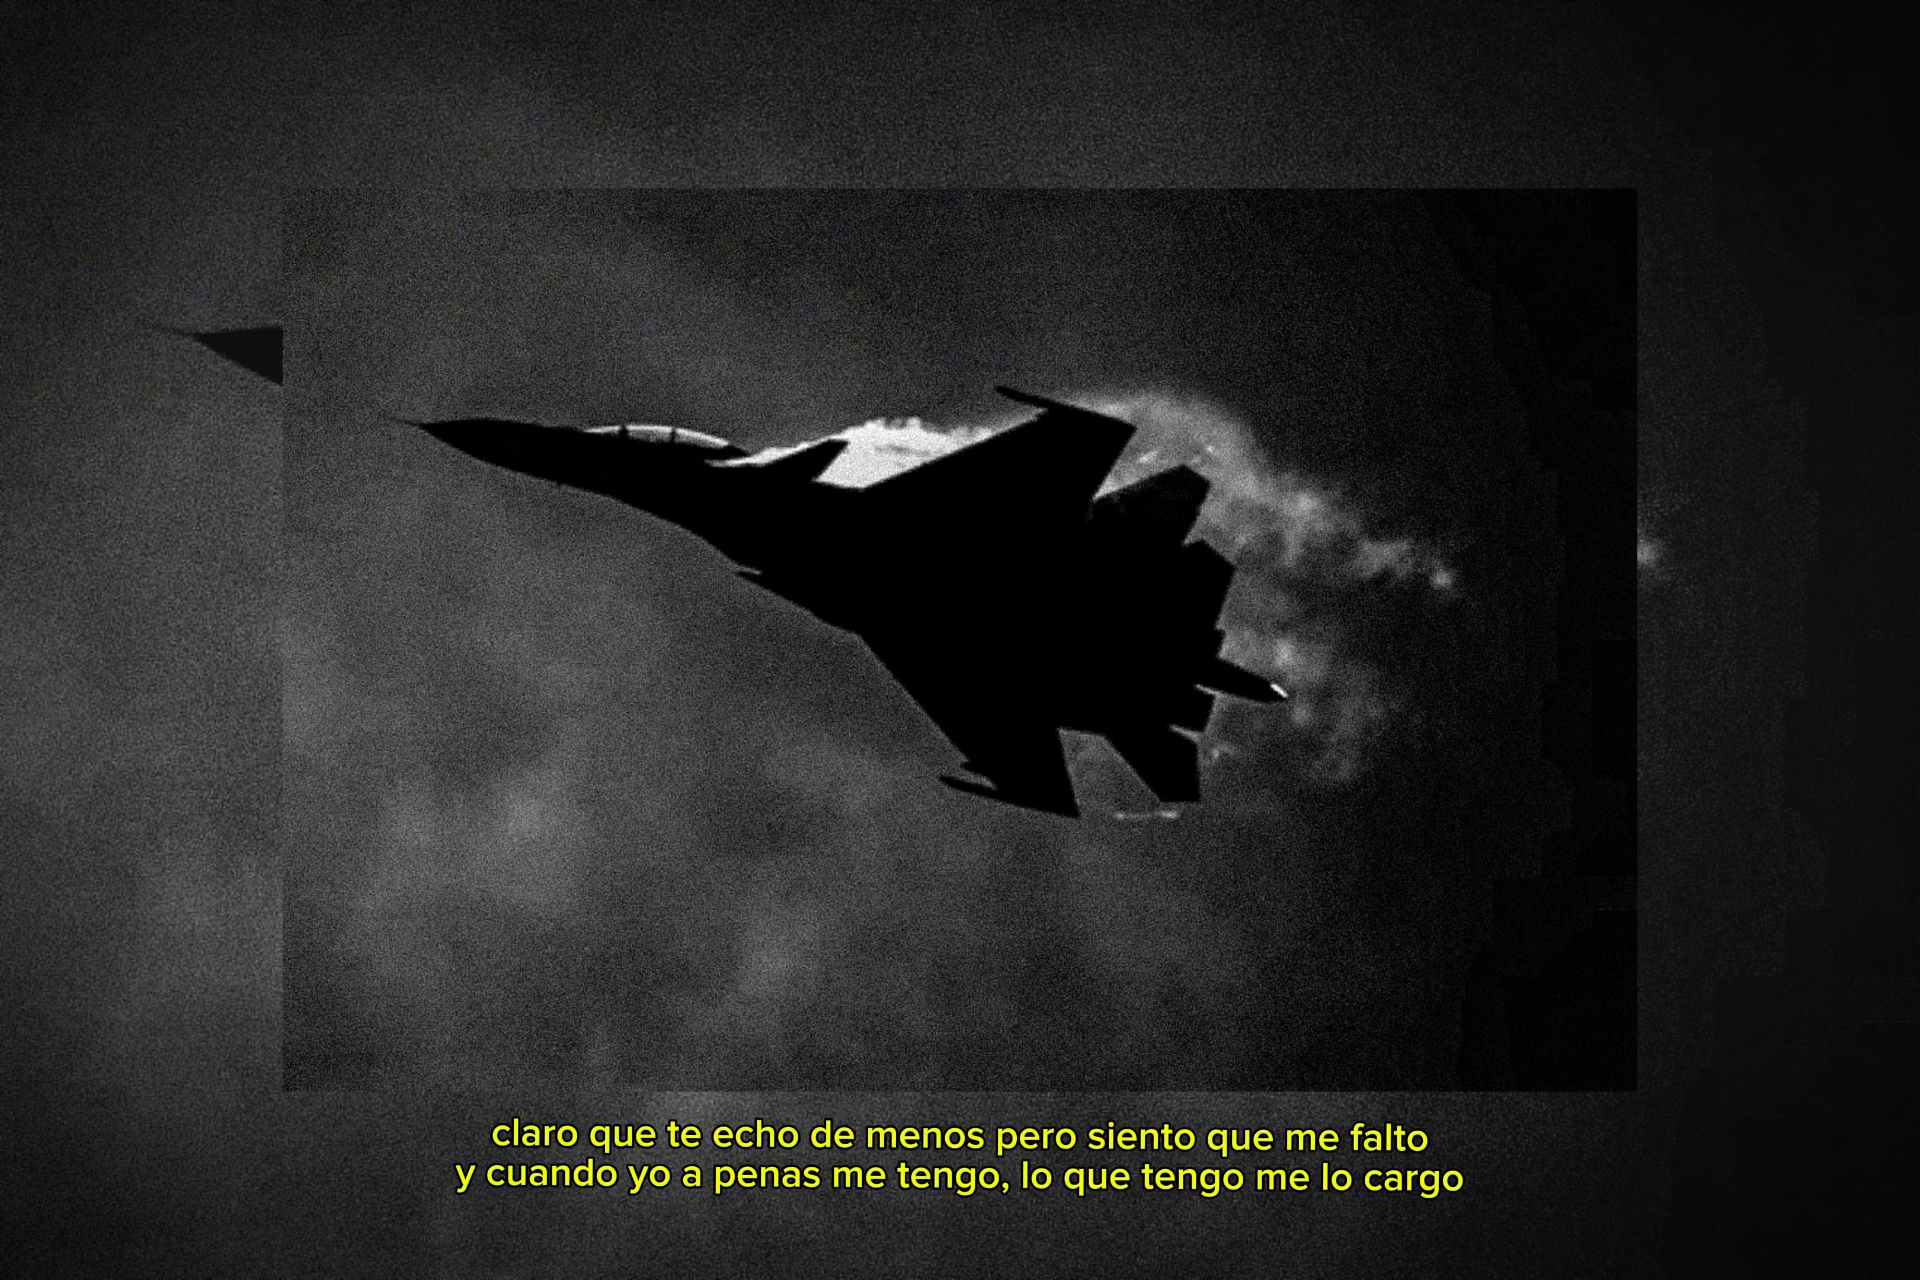 claro que te echo de menos pero siento que me falto
y cuando yo a penas me tengo, lo que tengo me lo cargo